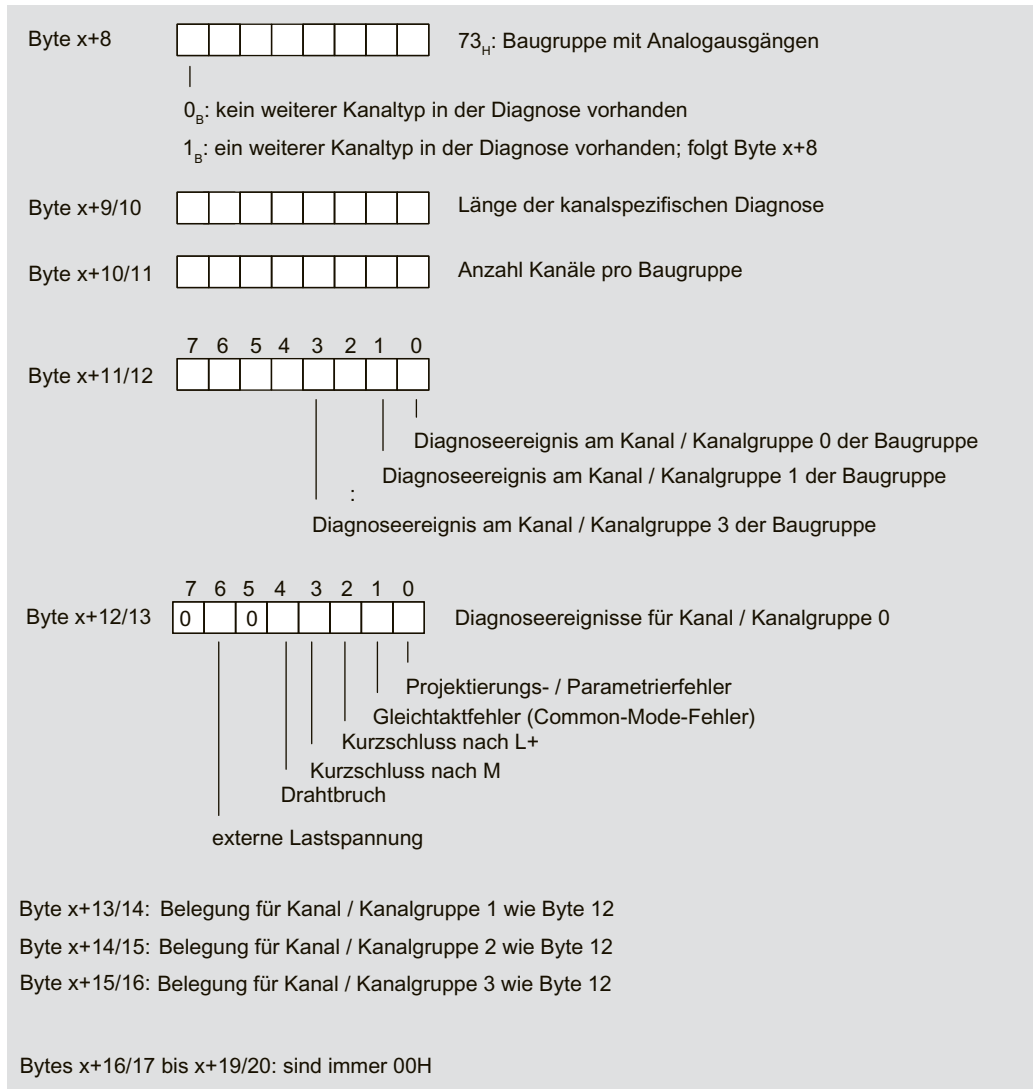 Byte x+8 73H: Baugruppe mit Analogausgängen
0B: kein weiterer Kanaltyp in der Diagnose vorhanden
1B: ein weiterer Kanaltyp in der Diagnose vorhanden; folgt Byte x+8
Byte x+9/10 Länge der kanalspezifischen Diagnose
Byte x+10/11 Anzahl Kanäle pro Baugruppe
7 6 5 4 3 2 1 0
Byte x+11/12
Diagnoseereignis am Kanal / Kanalgruppe 0 der Baugruppe
Diagnoseereignis am Kanal / Kanalgruppe 1 der Baugruppe
:
Diagnoseereignis am Kanal / Kanalgruppe 3 der Baugruppe
7 6 5 4 3 2 1 0
Byte x+12/13 0 0 Diagnoseereignisse für Kanal / Kanalgruppe 0
Projektierungs- / Parametrierfehler
Gleichtaktfehler (Common-Mode-Fehler)
Kurzschluss nach L+
Kurzschluss nach M
Drahtbruch
externe Lastspannung
Byte x+13/14: Belegung für Kanal / Kanalgruppe 1 wie Byte 12
Byte x+14/15: Belegung für Kanal / Kanalgruppe 2 wie Byte 12
Byte x+15/16: Belegung für Kanal / Kanalgruppe 3 wie Byte 12
Bytes x+16/17 bis x+19/20: sind immer 00H